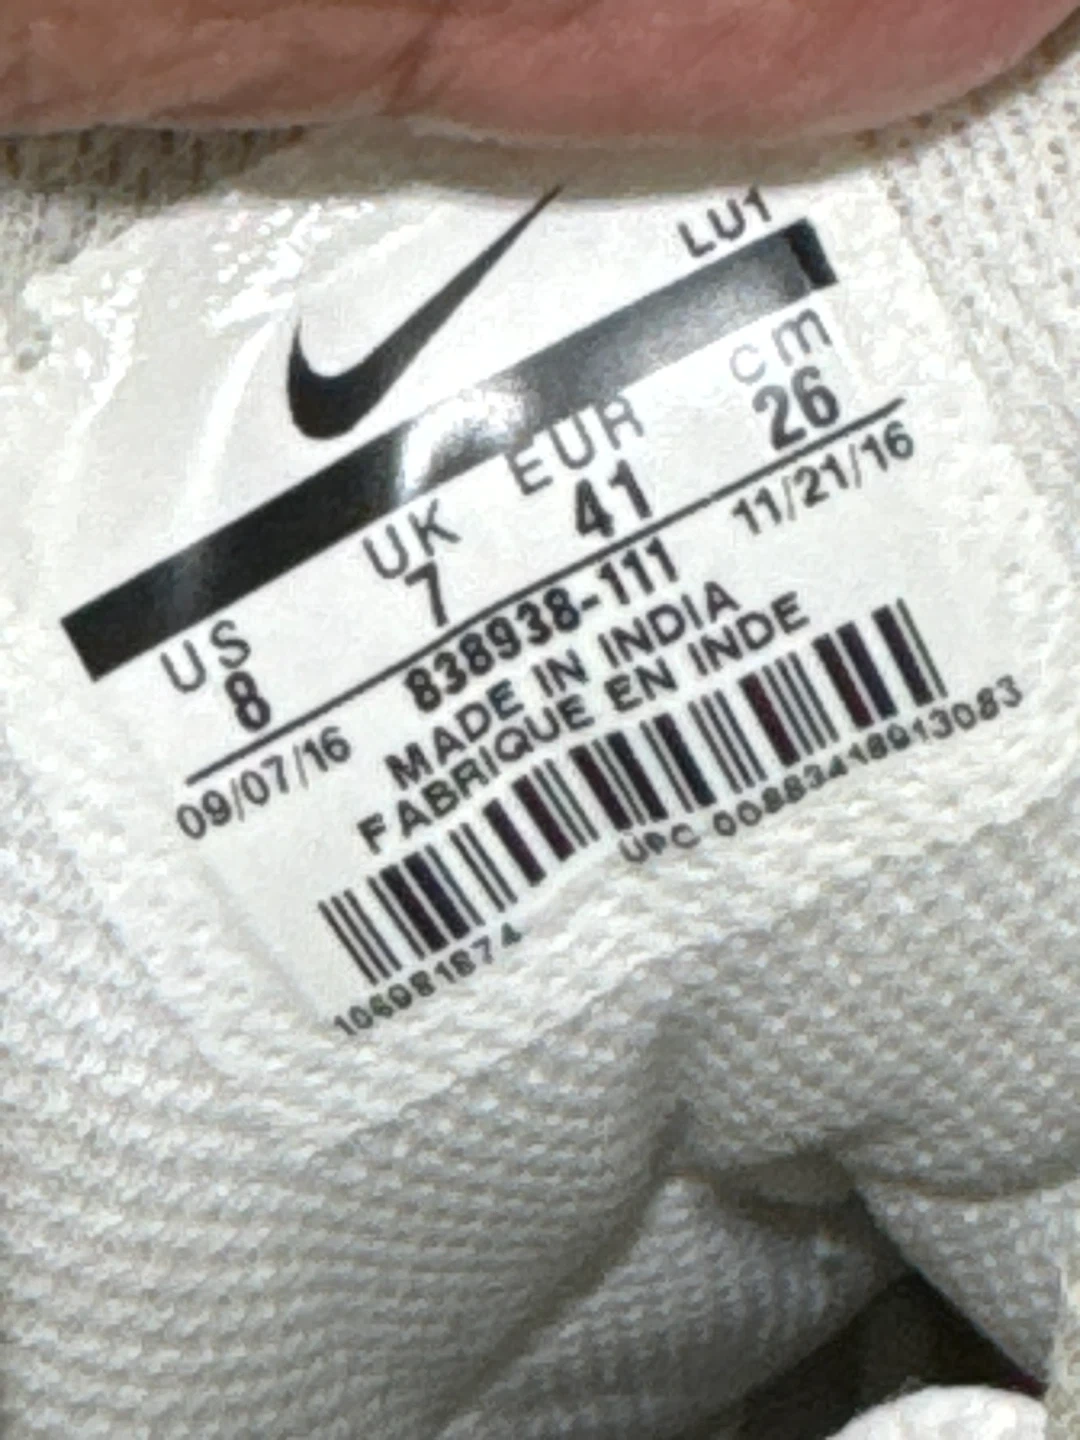 LU1
US UK EUR cm
8 7 41 26
09/07/16 838938-111 11/21/16
MADE IN INDIA
FABRIQUE EN INDE
UPC 00883418913083
106981874